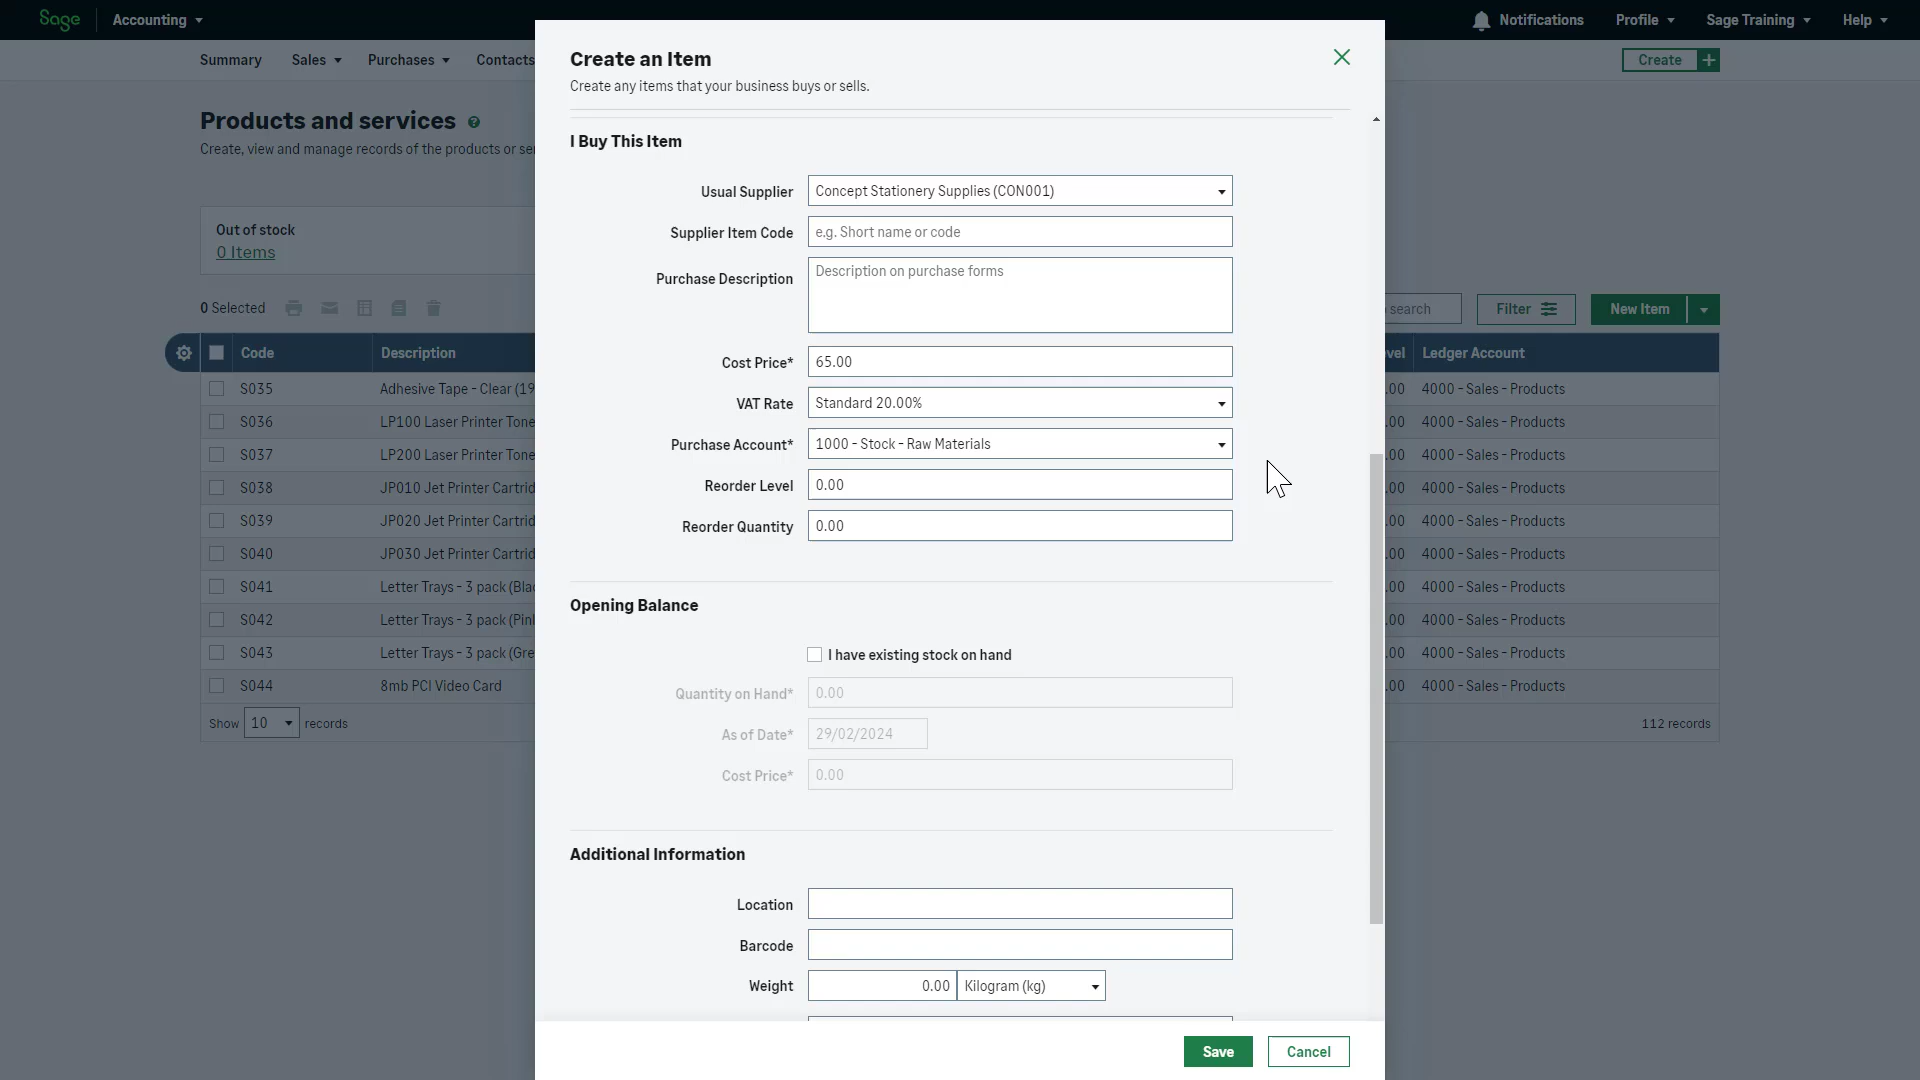 Sage
Accounting
Notifications
Profile
Sage Training
Help
Summary
Sales
Purchases
Contacts
Create +
Products and services ?
Create, view and manage records of the products or
Out of stock
0 Items
0 Selected
search
Filter
New Item
Code
Description
Ledger Account
S035 Adhesive Tape - Clear (19 .00 4000 - Sales - Products
S036 LP100 Laser Printer Tone .00 4000 - Sales - Products
S037 LP200 Laser Printer Tone .00 4000 - Sales - Products
S038 JP010 Jet Printer Cartrid .00 4000 - Sales - Products
S039 JP020 Jet Printer Cartrid .00 4000 - Sales - Products
S040 JP030 Jet Printer Cartrid .00 4000 - Sales - Products
S041 Letter Trays - 3 pack (Blac .00 4000 - Sales - Products
S042 Letter Trays - 3 pack (Pin .00 4000 - Sales - Products
S043 Letter Trays - 3 pack (Gre .00 4000 - Sales - Products
S044 8mb PCI Video Card .00 4000 - Sales - Products
Show 10 records
112 records
Create an Item
Create any items that your business buys or sells.
I Buy This Item
Usual Supplier Concept Stationery Supplies (CON001)
Supplier Item Code e.g. Short name or code
Purchase Description Description on purchase forms
Cost Price* 65.00
VAT Rate Standard 20.00%
Purchase Account* 1000 - Stock - Raw Materials
Reorder Level 0.00
Reorder Quantity 0.00
Opening Balance
I have existing stock on hand
Quantity on Hand* 0.00
As of Date* 29/02/2024
Cost Price* 0.00
Additional Information
Location
Barcode
Weight 0.00 Kilogram (kg)
Save
Cancel